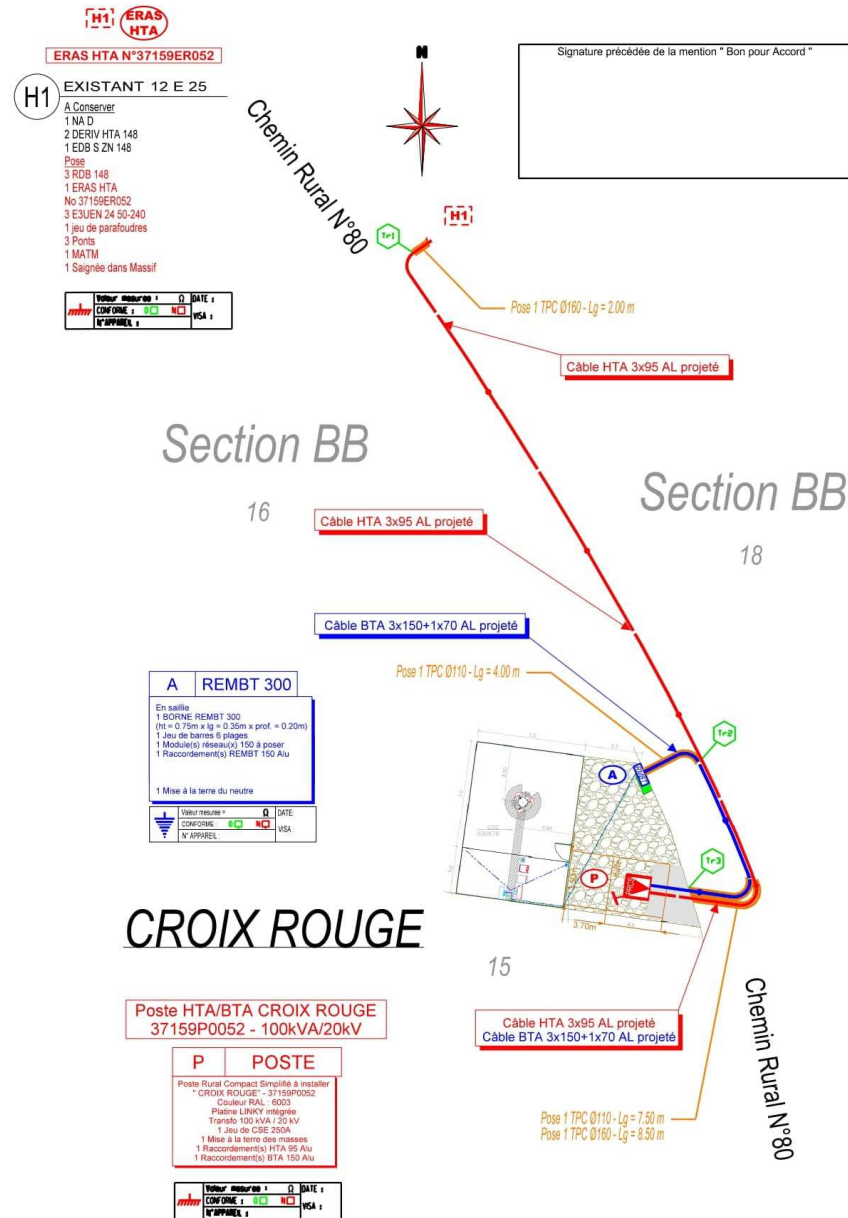 H1
ERAS
HTA
ERAS HTA N°37159ER052
H1
EXISTANT 12 E 25
A Conserver
1 NA D
2 DERIV HTA 148
1 EDB S ZN 148
Pose
3 RDB 148
1 ERAS HTA
No 37159ER052
3 E3UEN 24 50-240
1 jeu de parafoudres
3 Ponts
1 MATM
1 Saignée dans Massif
Valeur mesuree : Ω DATE :
CONFORME : O N VISA :
N° APPAREIL :
N
Signature précédée de la mention " Bon pour Accord "
Chemin Rural N°80
Tr1
H1
Pose 1 TPC Ø160 - Lg = 2.00 m
Câble HTA 3x95 AL projeté
Section BB
16
Section BB
18
Câble HTA 3x95 AL projeté
Câble BTA 3x150+1x70 AL projeté
Pose 1 TPC Ø110 - Lg = 4.00 m
A REMBT 300
En saillie
1 BORNE REMBT 300
(ht = 0.75m x lg = 0.35m x prof. = 0.20m)
1 Jeu de barres 6 plages
1 Module(s) réseau(x) 150 à poser
1 Raccordement(s) REMBT 150 Alu
1 Mise à la terre du neutre
Valeur mesuree = Ω DATE:
CONFORME : O N VISA :
N° APPAREIL :
Tr2
A
Tr3
P
3.70m
CROIX ROUGE
15
Chemin Rural N°80
Poste HTA/BTA CROIX ROUGE
37159P0052 - 100kVA/20kV
Câble HTA 3x95 AL projeté
Câble BTA 3x150+1x70 AL projeté
P POSTE
Poste Rural Compact Simplifié à installer
" CROIX ROUGE" - 37159P0052
Couleur RAL : 6003
Platine LINKY intégrée
Transfo 100 kVA / 20 kV
1 Jeu de CSE 250A
1 Mise à la terre des masses
1 Raccordement(s) HTA 95 Alu
1 Raccordement(s) BTA 150 Alu
Pose 1 TPC Ø110 - Lg = 7.50 m
Pose 1 TPC Ø160 - Lg = 8.50 m
Valeur mesuree : Ω DATE :
CONFORME : O N VISA :
N° APPAREIL :